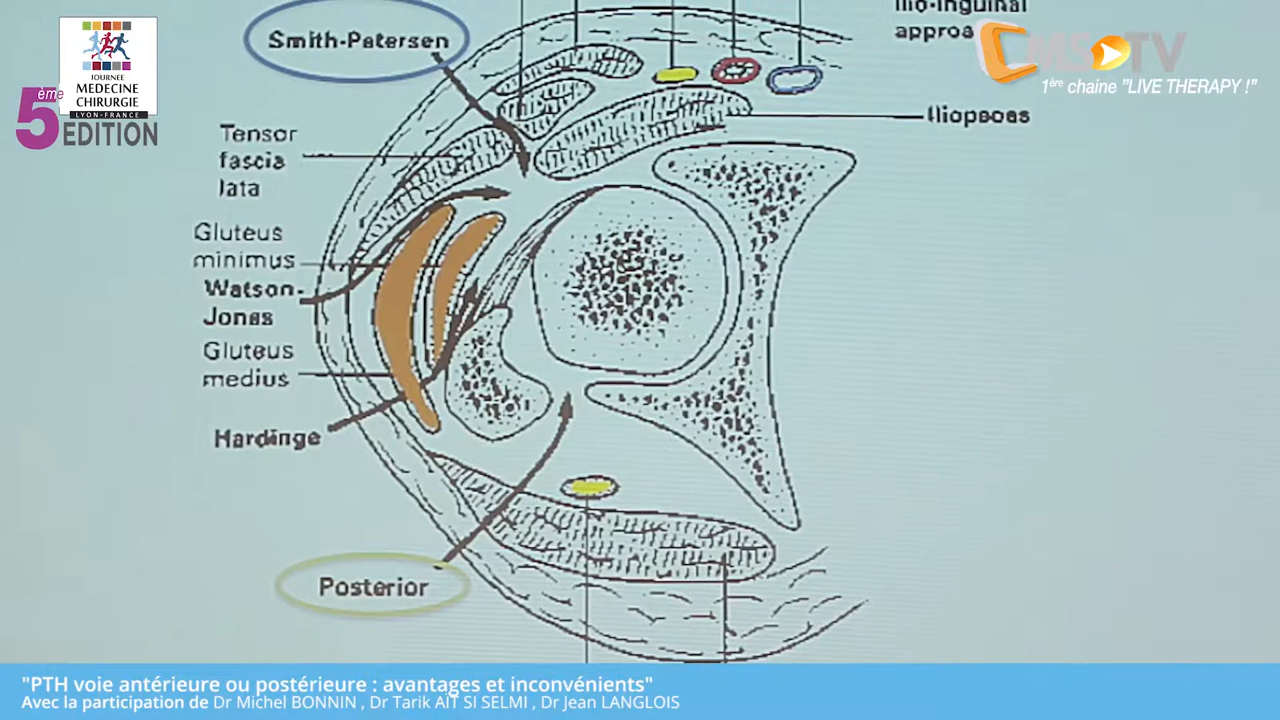 JOURNEE
MEDECINE
CHIRURGIE
LYON-FRANCE
5ème
EDITION
Smith-Petersen
Ilio-inguinal
approa
CMS TV
1ère chaine "LIVE THERAPY !"
Iliopsoas
Tensor
fascia
lata
Gluteus
minimus
Watson-
Jones
Gluteus
medius
Hardinge
Posterior
"PTH voie antérieure ou postérieure : avantages et inconvénients"
Avec la participation de Dr Michel BONNIN , Dr Tarik AIT SI SELMI , Dr Jean LANGLOIS